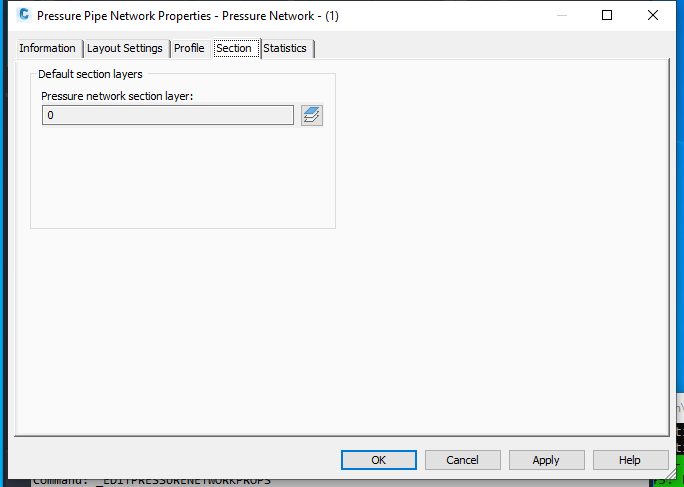 Pressure Pipe Network Properties - Pressure Network - (1)
Information Layout Settings Profile Section Statistics
Default section layers
Pressure network section layer:
0
OK Cancel Apply Help
Command: _EDITPRESSURENETWORKPROPS